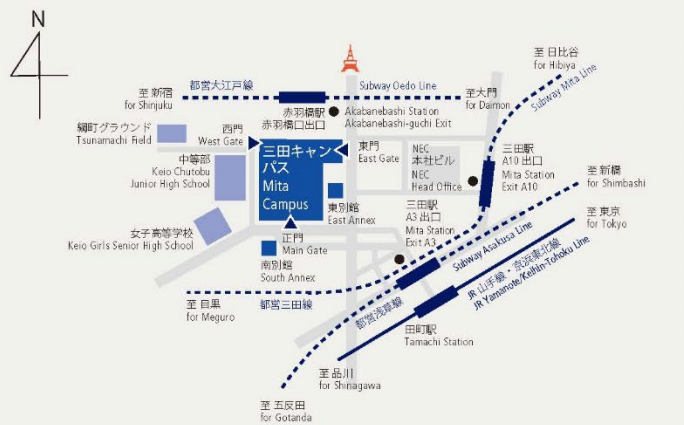 N
至 日比谷
for Hibiya
至 新宿
for Shinjuku
都営大江戸線
Subway Oedo Line
至 大門
for Daimon
Subway Mita Line
赤羽橋駅
赤羽橋口出口
Akabanebashi Station
Akabanebashi-guchi Exit
綱町グラウンド
Tsunamachi Field
西門
West Gate
三田キャン
パス
Mita
Campus
東門
East Gate
NEC
本社ビル
NEC
Head Office
三田駅
A10 出口
Mita Station
Exit A10
中等部
Keio Chutobu
Junior High School
至 新橋
for Shimbashi
東別館
East Annex
三田駅
A3 出口
Mita Station
Exit A3
至 東京
for Tokyo
女子高等学校
Keio Girls Senior High School
正門
Main Gate
南別館
South Annex
Subway Asakusa Line
JR 山手線・京浜東北線
JR Yamanote/Keihin-Tohoku Line
至 目黒
for Meguro
都営三田線
都営浅草線
田町駅
Tamachi Station
至 品川
for Shinagawa
至 五反田
for Gotanda